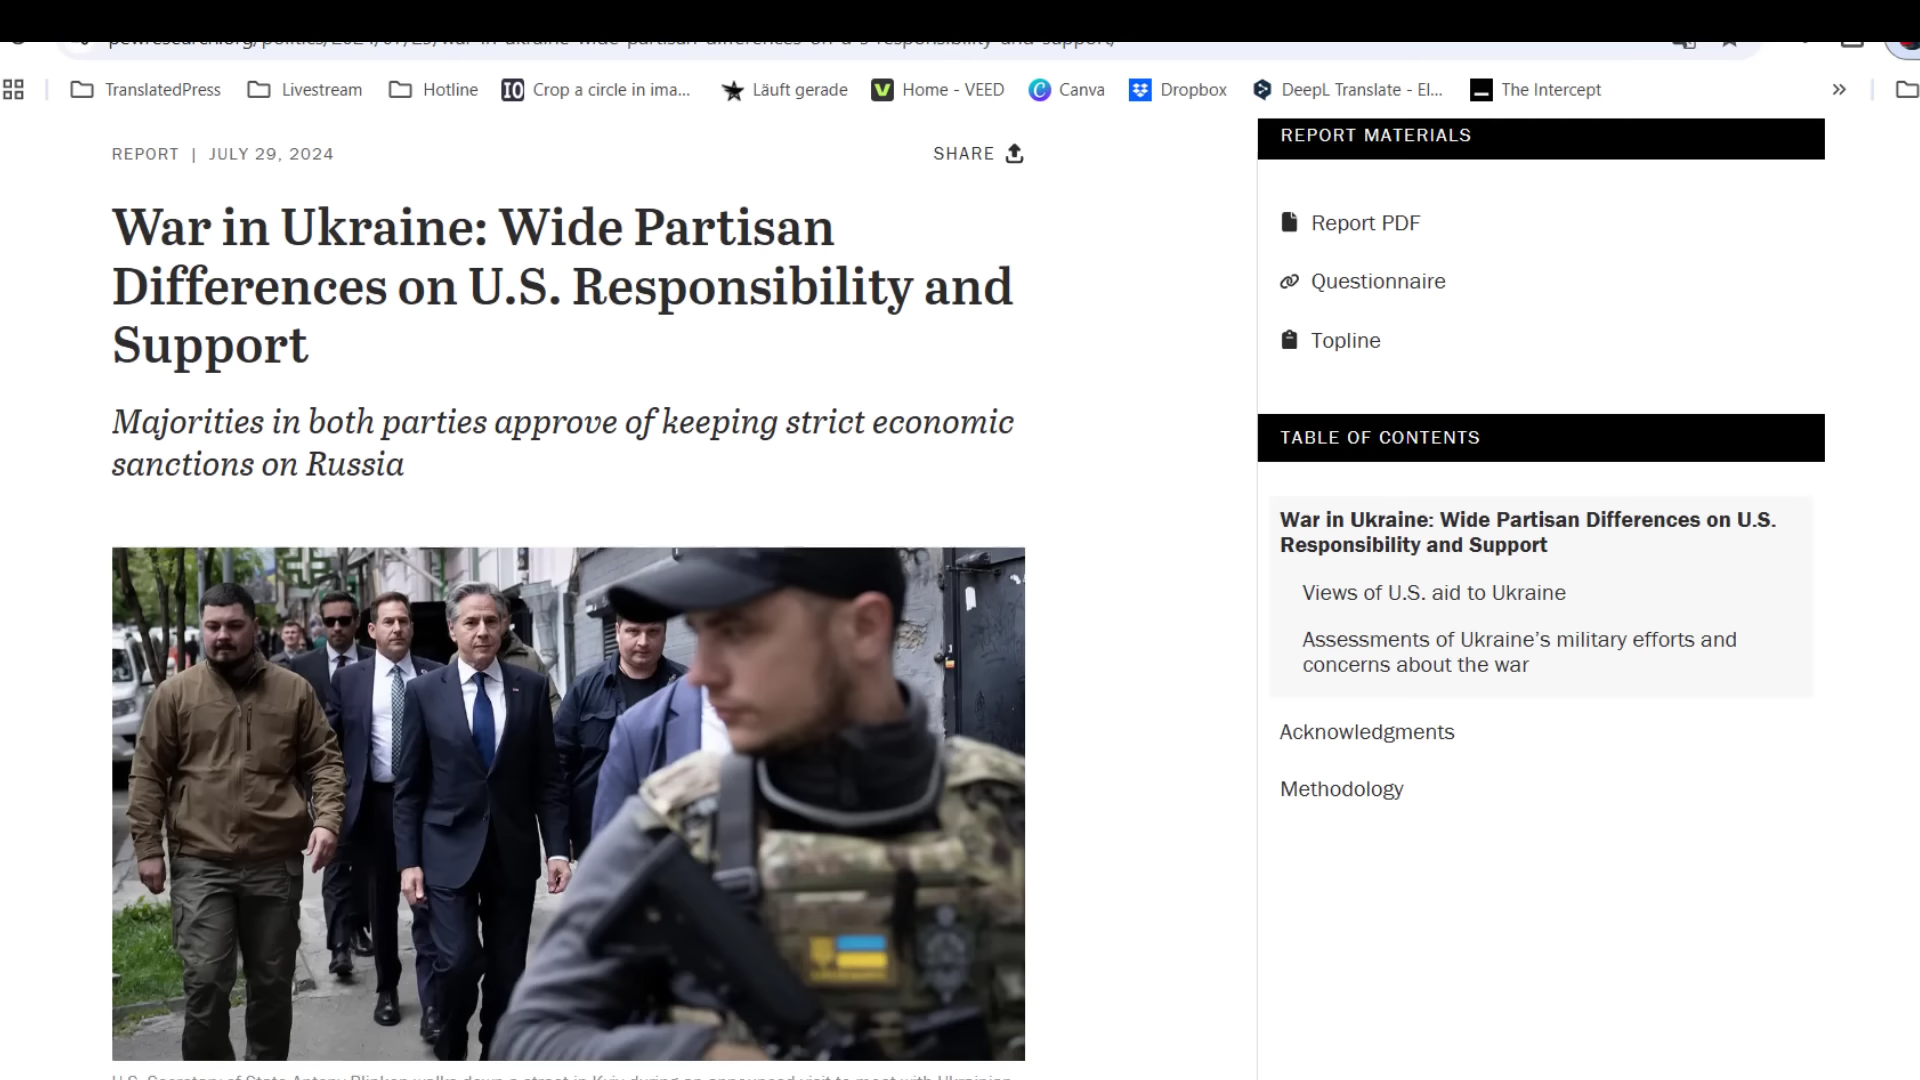 TranslatedPress
Livestream
Hotline
Crop a circle in ima...
Läuft gerade
Home - VEED
Canva
Dropbox
DeepL Translate - El...
The Intercept
REPORT | JULY 29, 2024
SHARE
War in Ukraine: Wide Partisan
Differences on U.S. Responsibility and
Support
Majorities in both parties approve of keeping strict economic
sanctions on Russia
REPORT MATERIALS
Report PDF
Questionnaire
Topline
TABLE OF CONTENTS
War in Ukraine: Wide Partisan Differences on U.S.
Responsibility and Support
Views of U.S. aid to Ukraine
Assessments of Ukraine’s military efforts and
concerns about the war
Acknowledgments
Methodology